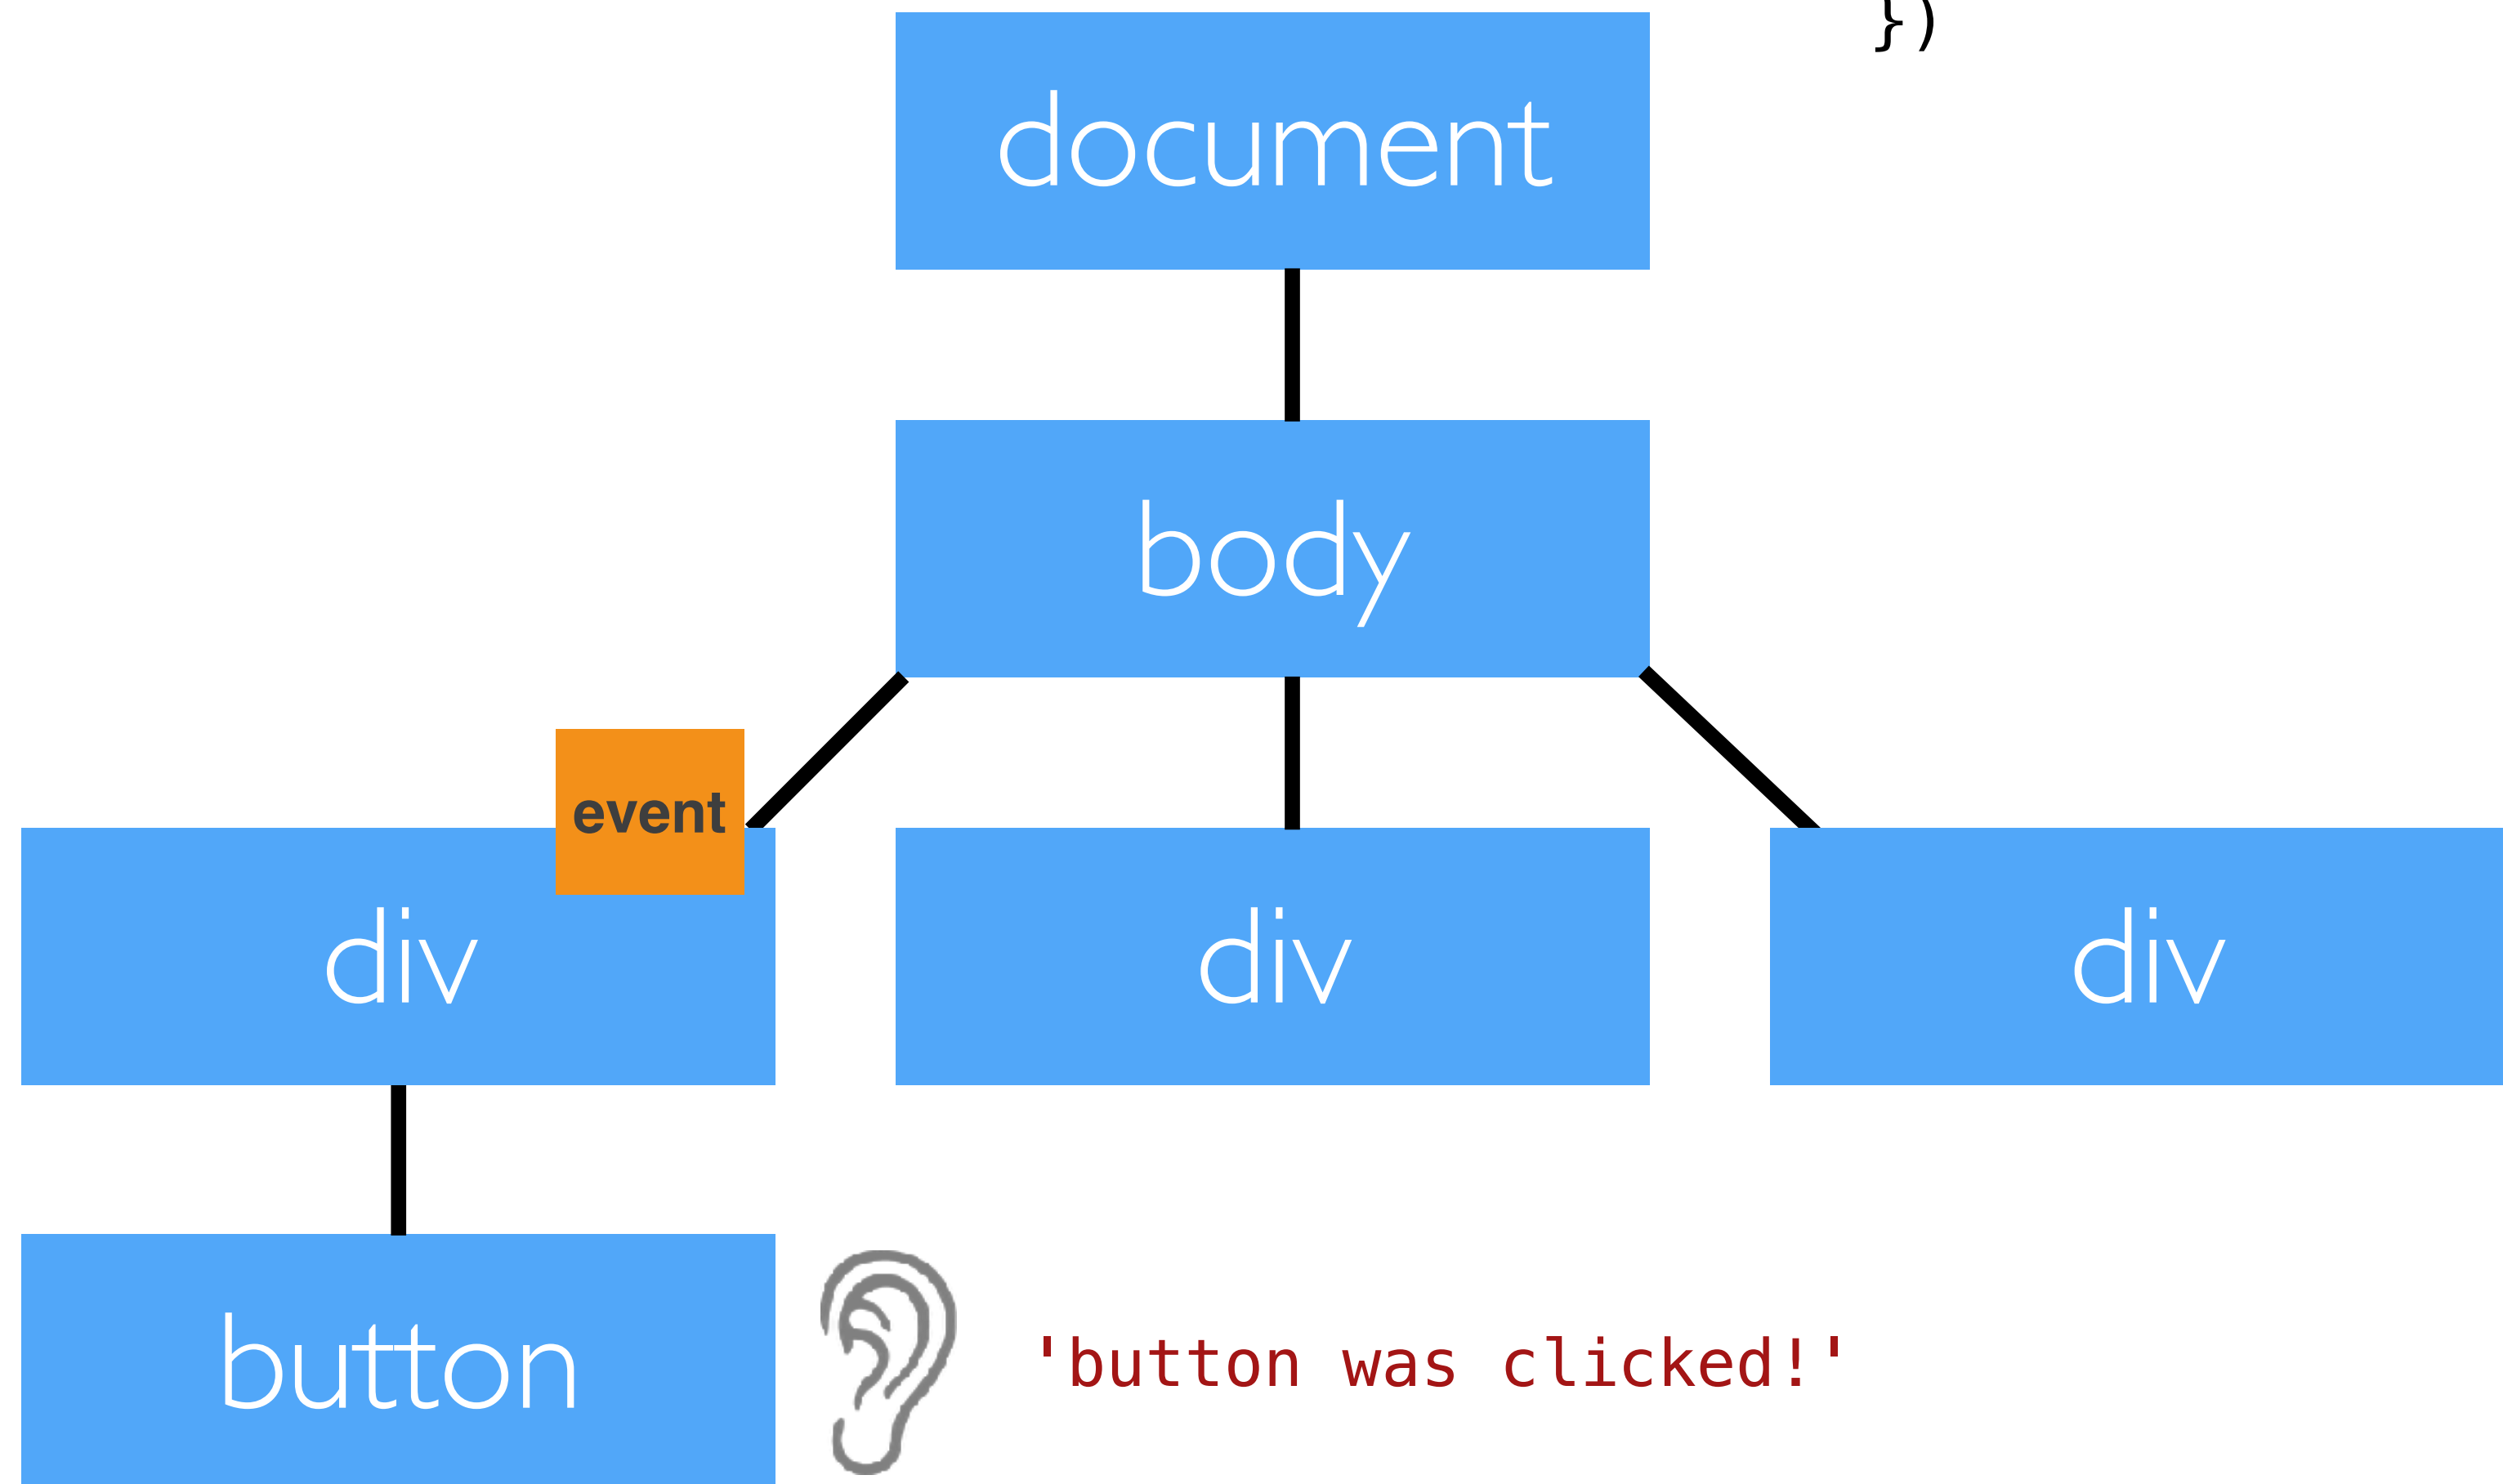 })
document
body
event
div
div
div
button
'button was clicked!'